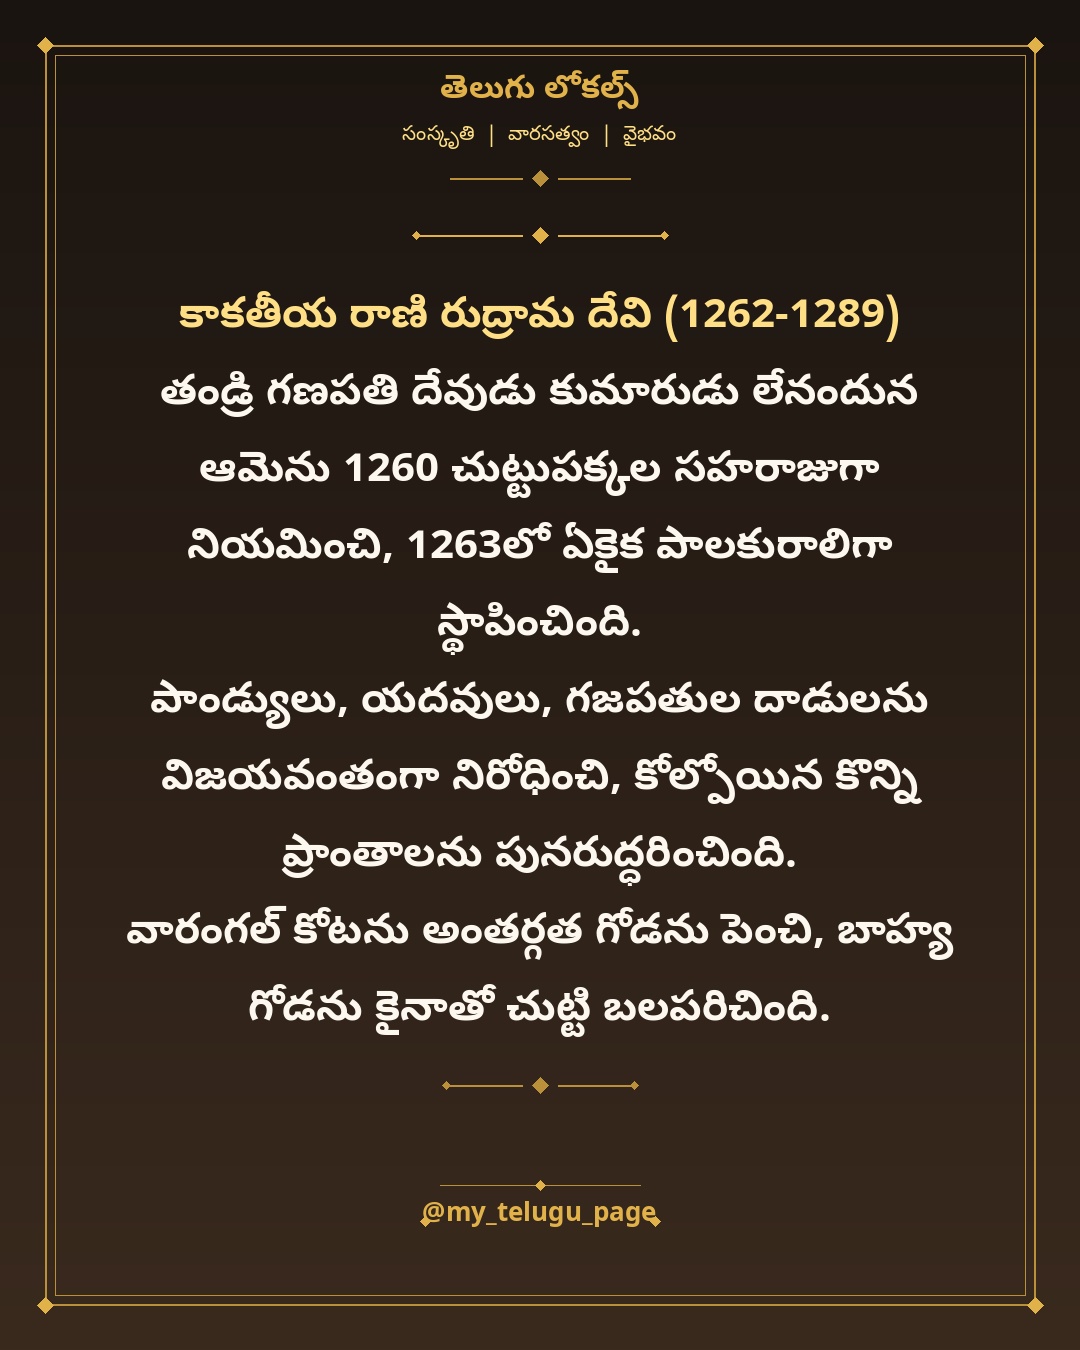 తెలుగు లోకల్స్
సంస్కృతి | వారసత్వం | వైభవం
కాకతీయ రాణి రుద్రామ దేవి (1262-1289)
తండ్రి గణపతి దేవుడు కుమారుడు లేనందున
ఆమెను 1260 చుట్టుపక్కల సహరాజుగా
నియమించి, 1263లో ఏకైక పాలకురాలిగా
స్థాపించింది.
పాండ్యులు, యదవులు, గజపతుల దాడులను
విజయవంతంగా నిరోధించి, కోల్పోయిన కొన్ని
ప్రాంతాలను పునరుద్ధరించింది.
వారంగల్ కోటను అంతర్గత గోడను పెంచి, బాహ్య
గోడను కైనాతో చుట్టి బలపరిచింది.
@my_telugu_page